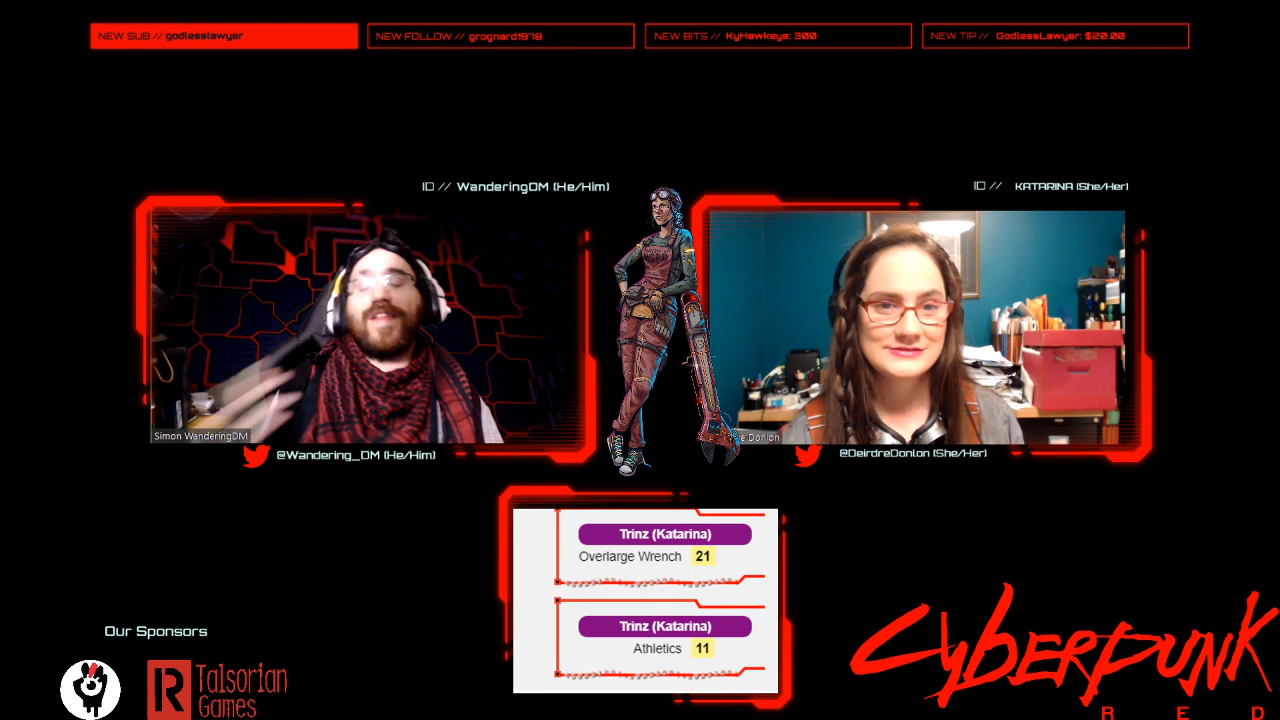 NEW SUB // godlesslawyer
NEW FOLLOW // grognard1978
NEW BITS // KyHawkeye: 300
NEW TIP // GodlessLawyer: $20.00
ID // WanderingDM (He/Him)
ID // KATARINA (She/Her)
Simon WanderingDM
e Donlon
@Wandering_DM (He/Him)
@DeirdreDonlon (She/Her)
Trinz (Katarina)
Overlarge Wrench 21
Trinz (Katarina)
Athletics 11
Our Sponsors
R Talsorian
Games
Cyberpunk
RED